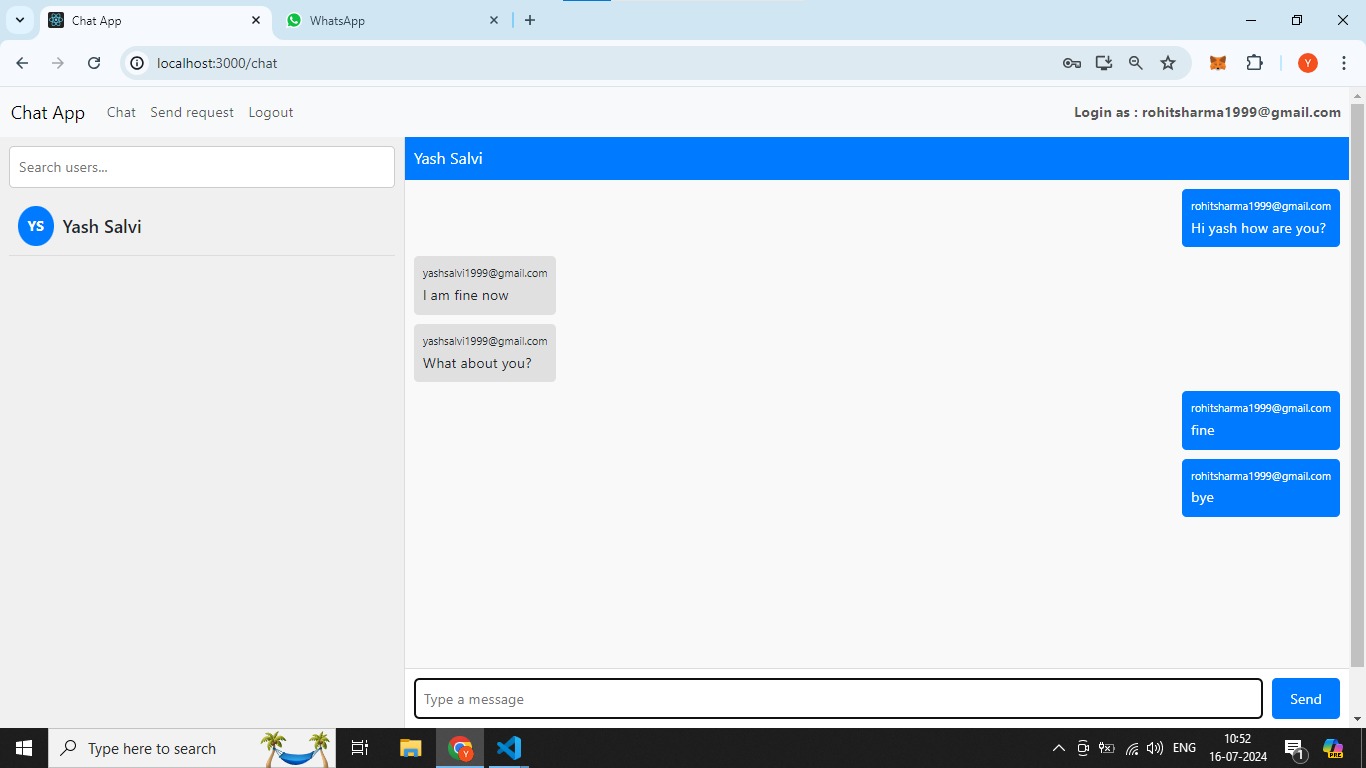 Chat App
WhatsApp
localhost:3000/chat
Y
Chat App
Chat
Send request
Logout
Login as : rohitsharma1999@gmail.com
Search users...
YS
Yash Salvi
Yash Salvi
rohitsharma1999@gmail.com
Hi yash how are you?
yashsalvi1999@gmail.com
I am fine now
yashsalvi1999@gmail.com
What about you?
rohitsharma1999@gmail.com
fine
rohitsharma1999@gmail.com
bye
Type a message
Send
Type here to search
Y
ENG
10:52
16-07-2024
1
PRE